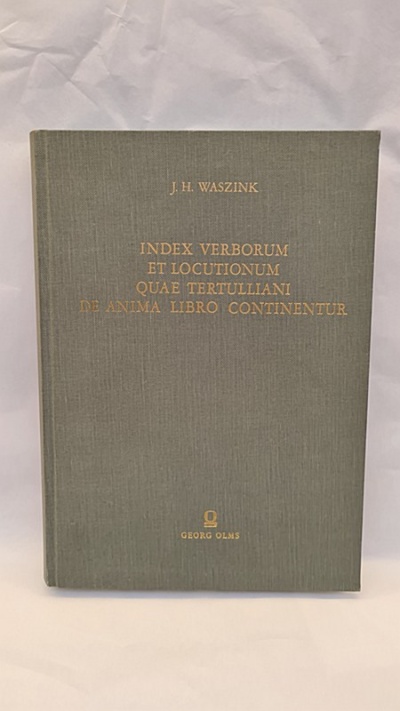 J. H. WASZINK
INDEX VERBORUM
ET LOCUTIONUM
QUAE TERTULLIANI
DE ANIMA LIBRO CONTINENTUR
GEORG OLMS